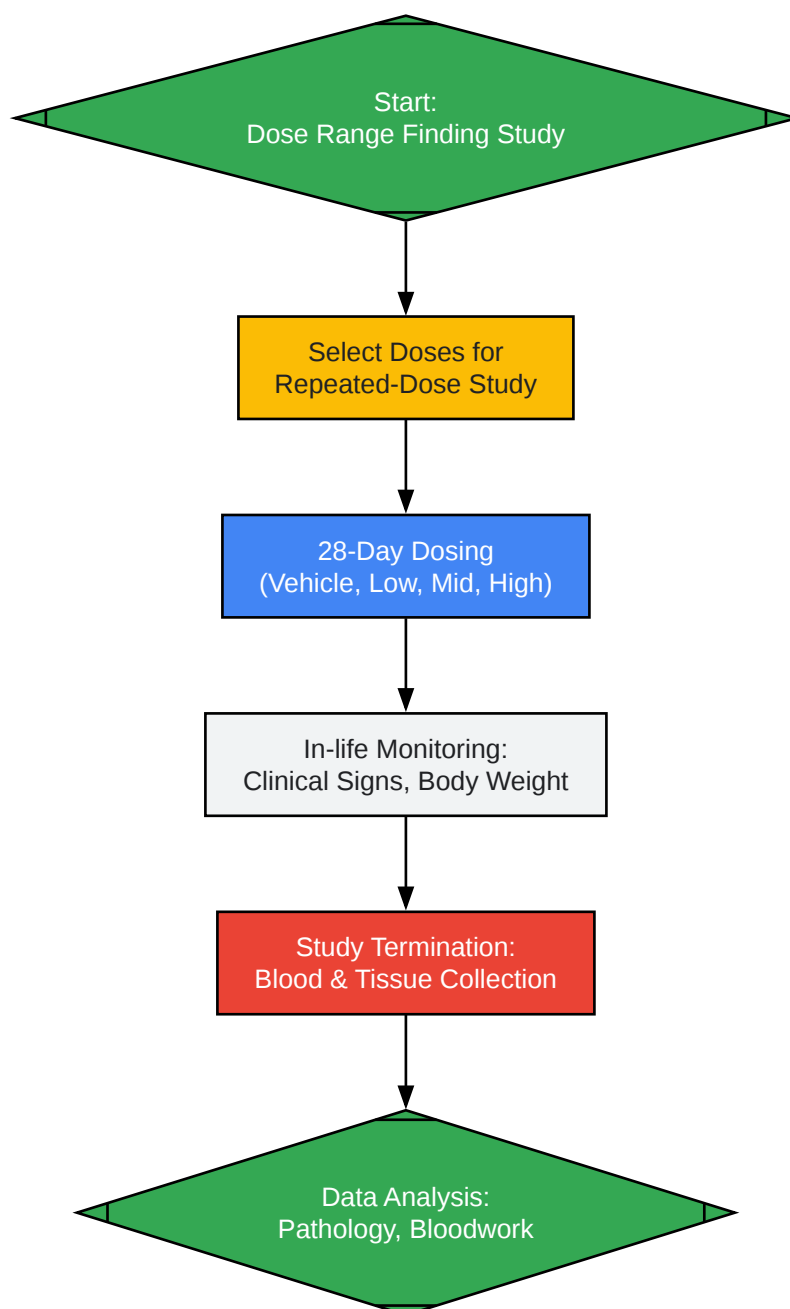 Start:
Dose Range Finding Study
Select Doses for
Repeated-Dose Study
28-Day Dosing
(Vehicle, Low, Mid, High)
In-life Monitoring:
Clinical Signs, Body Weight
Study Termination:
Blood & Tissue Collection
Data Analysis:
Pathology, Bloodwork